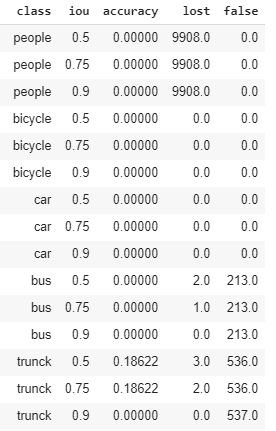 class iou accuracy lost false
people 0.5 0.00000 9908.0 0.0
people 0.75 0.00000 9908.0 0.0
people 0.9 0.00000 9908.0 0.0
bicycle 0.5 0.00000 0.0 0.0
bicycle 0.75 0.00000 0.0 0.0
bicycle 0.9 0.00000 0.0 0.0
car 0.5 0.00000 0.0 0.0
car 0.75 0.00000 0.0 0.0
car 0.9 0.00000 0.0 0.0
bus 0.5 0.00000 2.0 213.0
bus 0.75 0.00000 1.0 213.0
bus 0.9 0.00000 0.0 213.0
trunck 0.5 0.18622 3.0 536.0
trunck 0.75 0.18622 2.0 536.0
trunck 0.9 0.00000 0.0 537.0